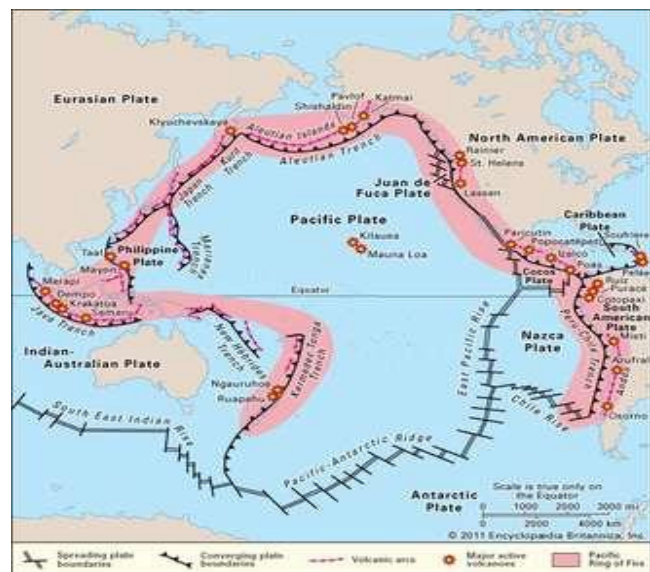 Eurasian Plate
Klyuchevskaya
Shishaldin
Pavlof
Katmai
Aleutian Islands
Aleutian Trench
Kuril Trench
Japan Trench
North American Plate
Rainier
St. Helens
Lassen
Juan de
Fuca Plate
Pacific Plate
Kilauea
Mauna Loa
Mariana Trench
Philippine
Plate
Taal
Mayon
Merapi
Dempo
Krakatoa
Semeru
Java Trench
Equator
Paricutin
Popocatépetl
Izalco
Poas
Caribbean
Plate
Soufrière
Pelée
Cocos
Plate
Ruiz
Puracé
Cotopaxi
South
American
Plate
Misti
Azufral
Andes
Osorno
Peru-Chile Trench
Nazca
Plate
East Pacific Rise
Chile Rise
Indian-
Australian Plate
New Hebrides
Trench
Kermadec-Tonga
Trench
Ngauruhoe
Ruapehu
South East Indian Rise
Pacific-Antarctic Ridge
Antarctic
Plate
Scale is true only on
the Equator
0 1000 2000 3000 mi
0 2000 4000 km
© 2011 Encyclopædia Britannica, Inc.
Spreading plate
boundaries
Converging plate
boundaries
Volcanic arcs
Major active
volcanoes
Pacific
Ring of Fire